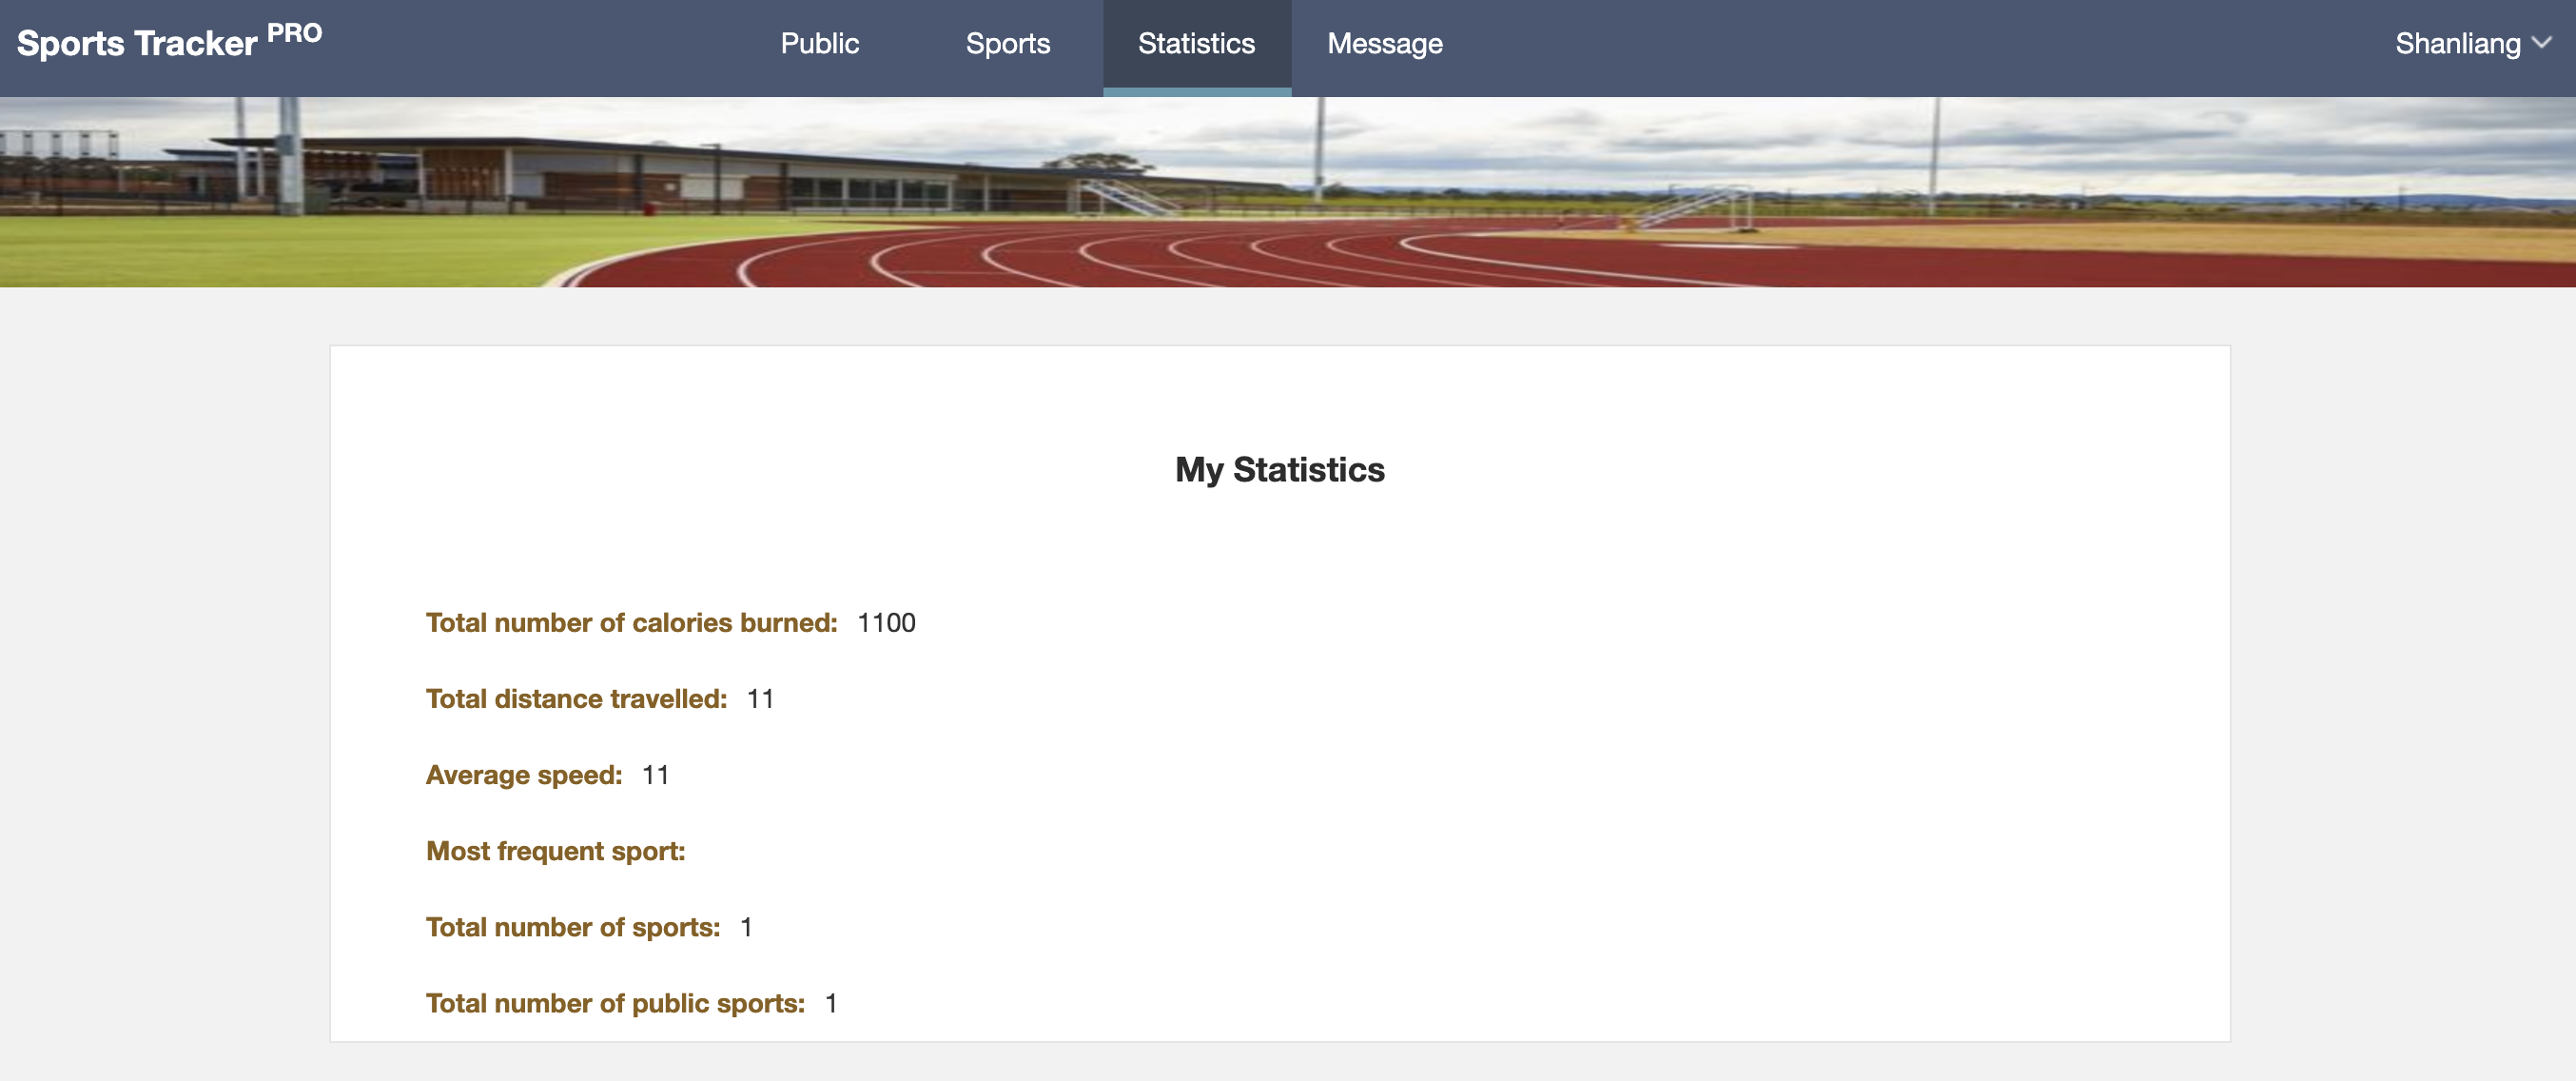 Sports Tracker PRO
Public Sports Statistics Message
Shanliang
My Statistics
Total number of calories burned: 1100
Total distance travelled: 11
Average speed: 11
Most frequent sport:
Total number of sports: 1
Total number of public sports: 1